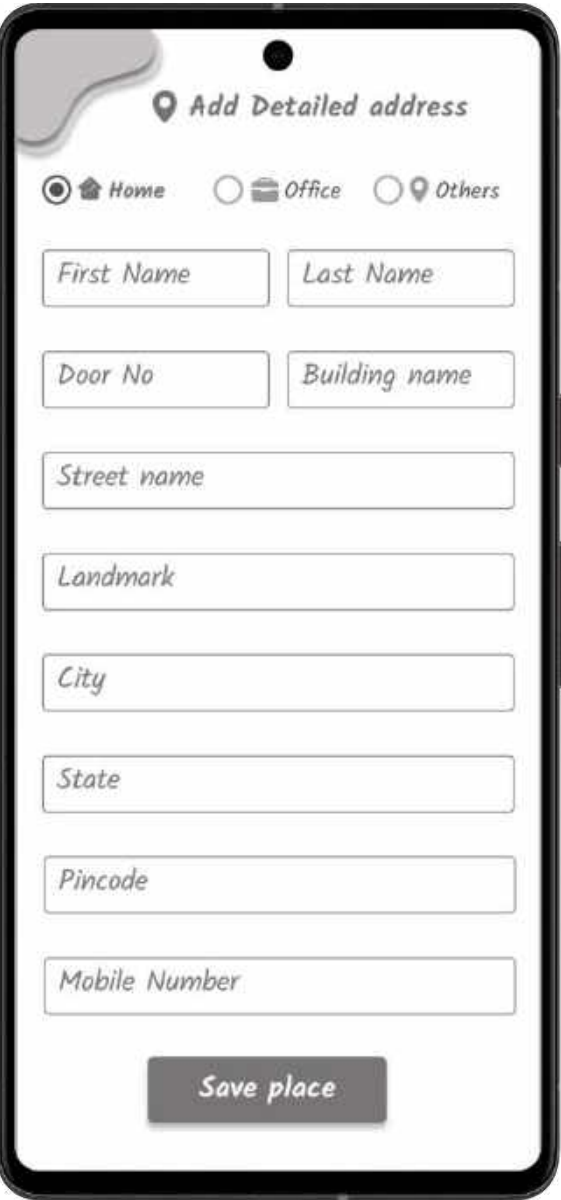 Add Detailed address
Home Office Others
First Name Last Name
Door No Building name
Street name
Landmark
City
State
Pincode
Mobile Number
Save place